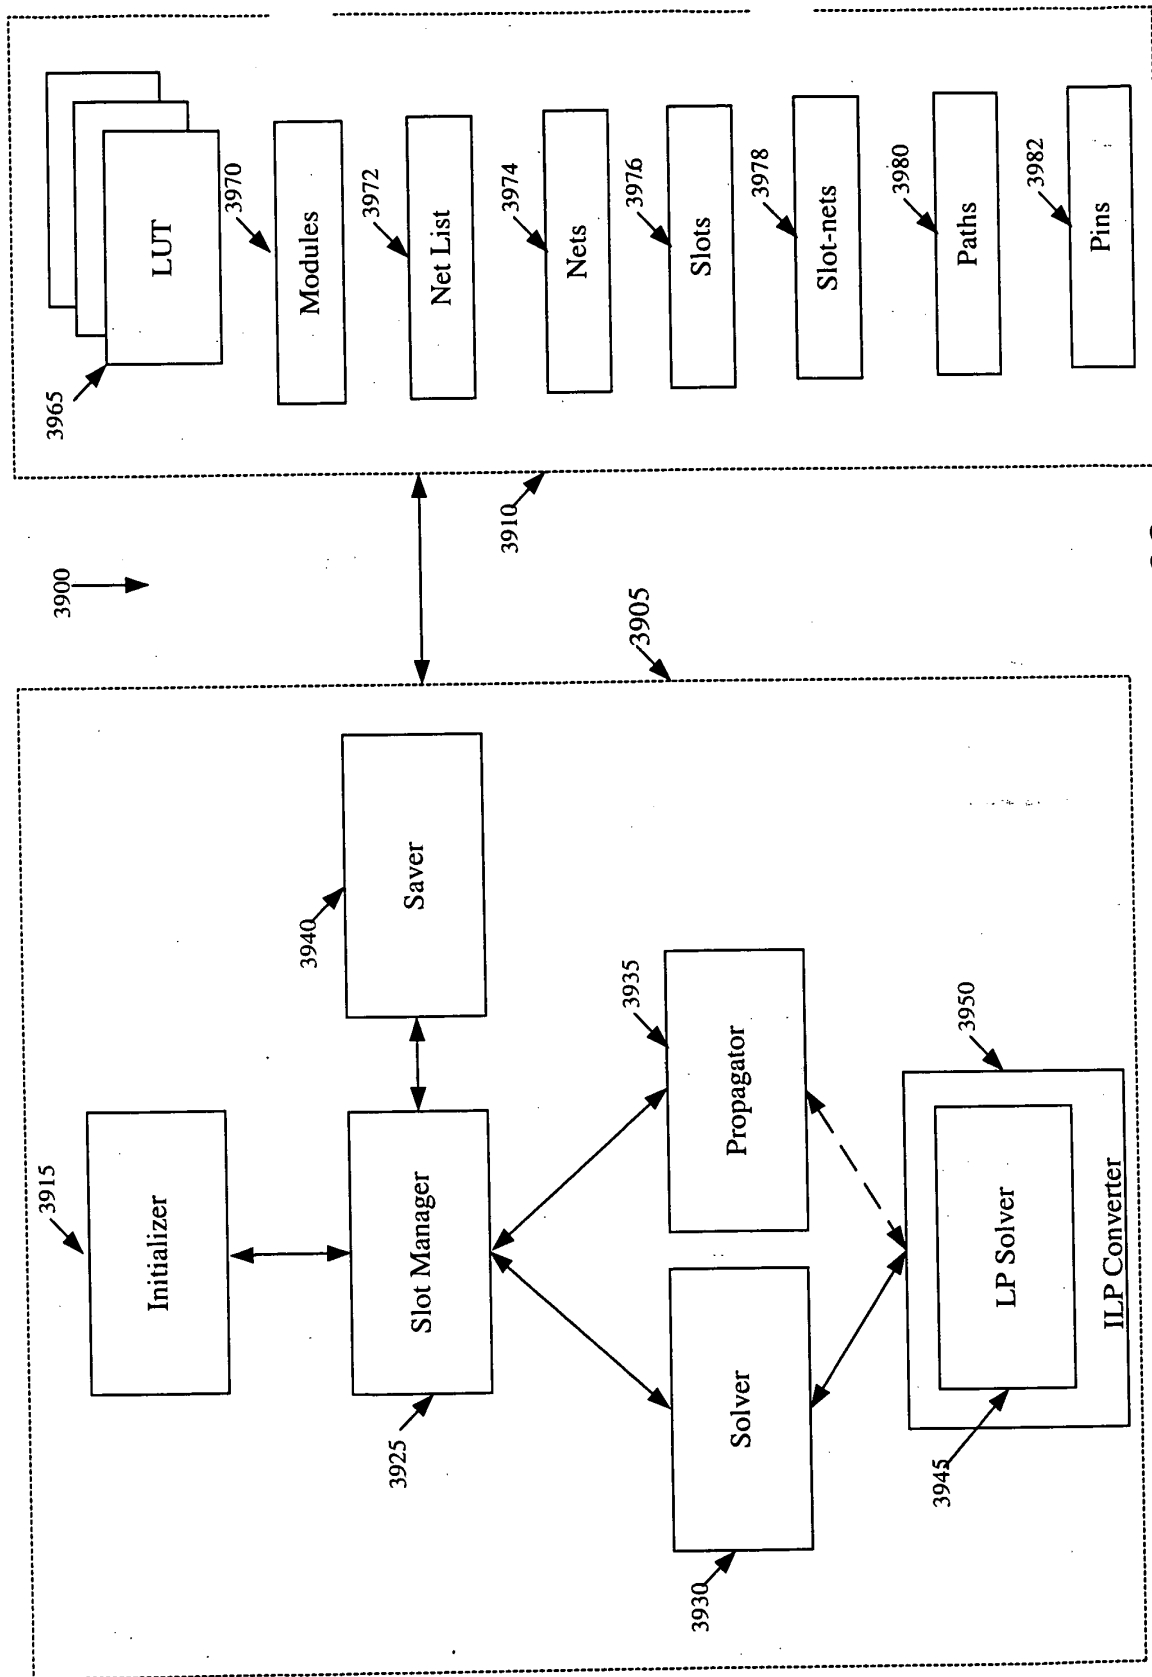 3900
3905
3910
3915
Initializer
3925
Slot Manager
3940
Saver
3930
Solver
3935
Propagator
3945
LP Solver
3950
ILP Converter
3965
LUT
3970
Modules
3972
Net List
3974
Nets
3976
Slots
3978
Slot-nets
3980
Paths
3982
Pins